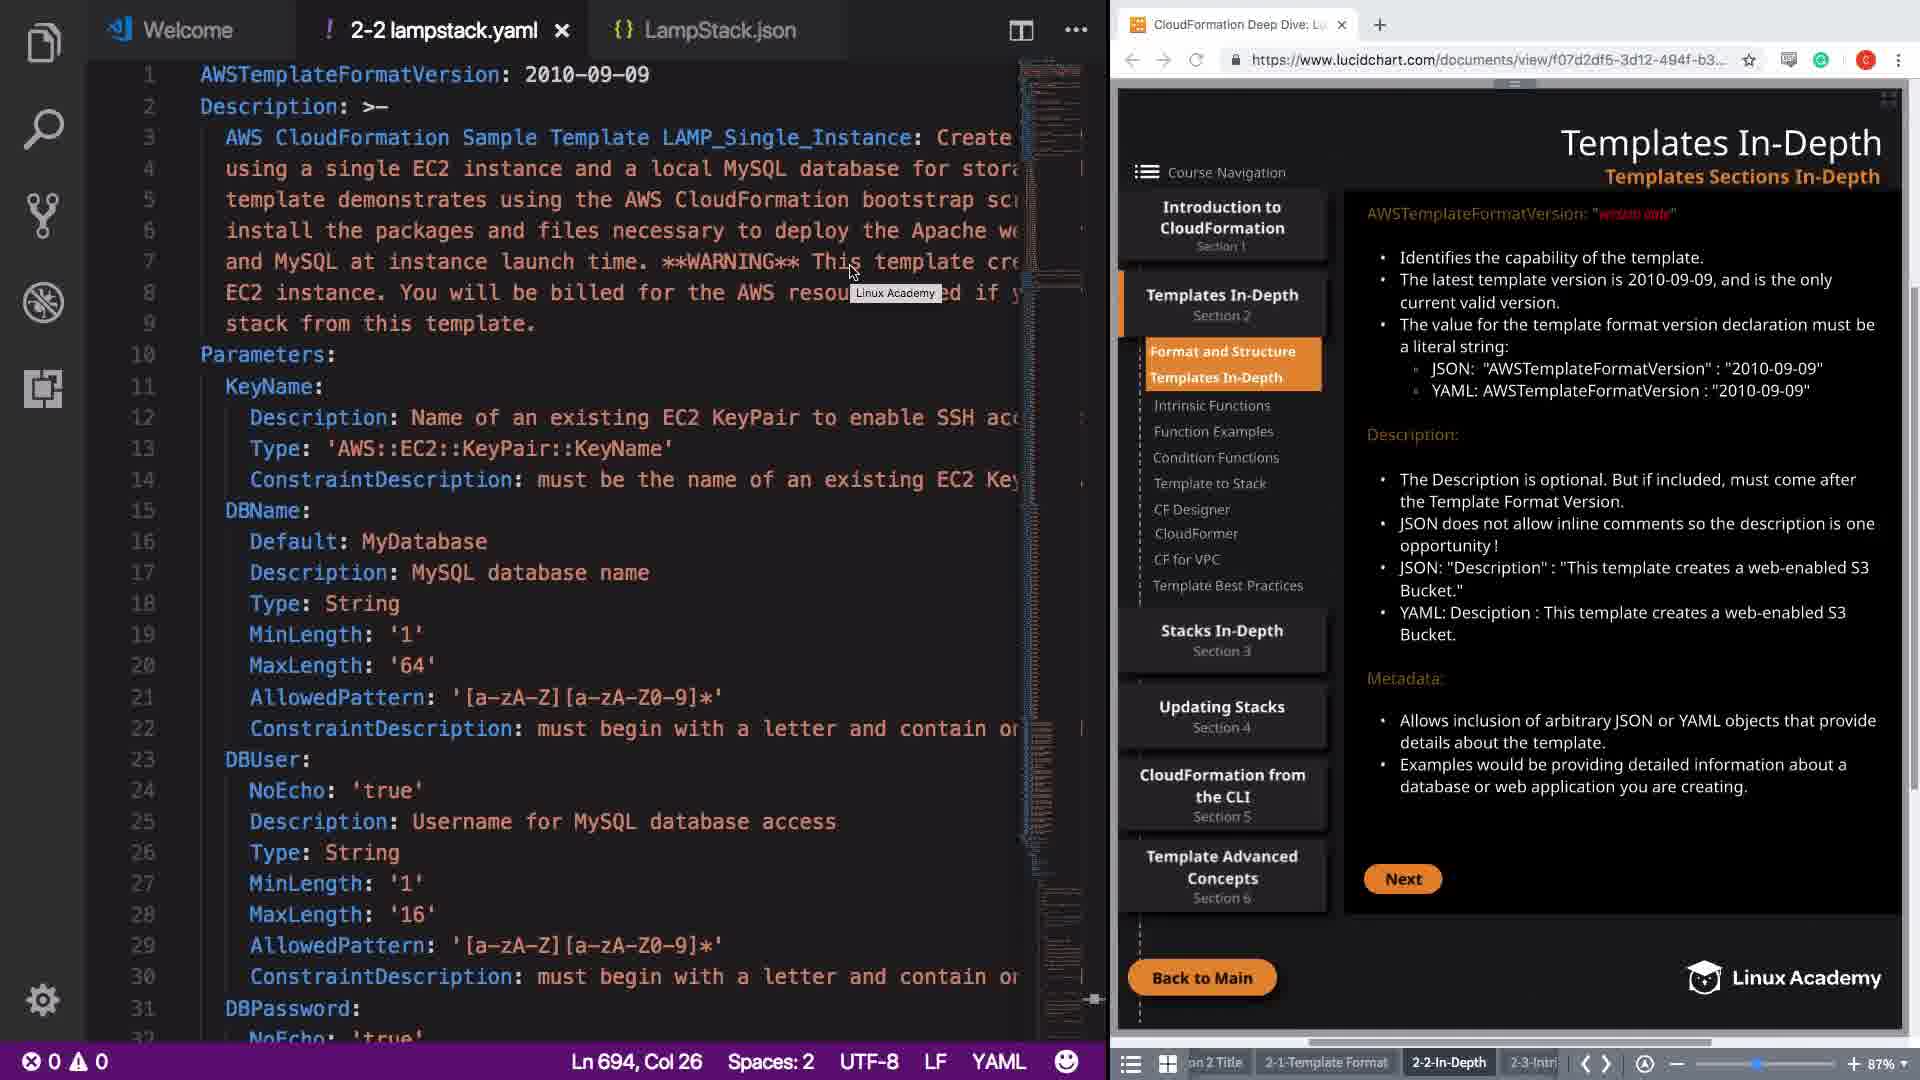 Welcome
! 2-2 lampstack.yaml ×
{} LampStack.json
1 AWSTemplateFormatVersion: 2010-09-09
2 Description: >-
3 AWS CloudFormation Sample Template LAMP_Single_Instance: Create
4 using a single EC2 instance and a local MySQL database for stora
5 template demonstrates using the AWS CloudFormation bootstrap scr
6 install the packages and files necessary to deploy the Apache we
7 and MySQL at instance launch time. **WARNING** This template cre
8 EC2 instance. You will be billed for the AWS resou ed if y
Linux Academy
9 stack from this template.
10 Parameters:
11 KeyName:
12 Description: Name of an existing EC2 KeyPair to enable SSH acc
13 Type: 'AWS::EC2::KeyPair::KeyName'
14 ConstraintDescription: must be the name of an existing EC2 Key
15 DBName:
16 Default: MyDatabase
17 Description: MySQL database name
18 Type: String
19 MinLength: '1'
20 MaxLength: '64'
21 AllowedPattern: '[a-zA-Z][a-zA-Z0-9]*'
22 ConstraintDescription: must begin with a letter and contain on
23 DBUser:
24 NoEcho: 'true'
25 Description: Username for MySQL database access
26 Type: String
27 MinLength: '1'
28 MaxLength: '16'
29 AllowedPattern: '[a-zA-Z][a-zA-Z0-9]*'
30 ConstraintDescription: must begin with a letter and contain on
31 DBPassword:
32 NoEcho: 'true'
0 0
Ln 694, Col 26 Spaces: 2 UTF-8 LF YAML
CloudFormation Deep Dive: Lu
https://www.lucidchart.com/documents/view/f07d2df5-3d12-494f-b3...
C
Templates In-Depth
Templates Sections In-Depth
Course Navigation
Introduction to
CloudFormation
Section 1
Templates In-Depth
Section 2
Format and Structure
Templates In-Depth
Intrinsic Functions
Function Examples
Condition Functions
Template to Stack
CF Designer
CloudFormer
CF for VPC
Template Best Practices
Stacks In-Depth
Section 3
Updating Stacks
Section 4
CloudFormation from
the CLI
Section 5
Template Advanced
Concepts
Section 6
Back to Main
AWSTemplateFormatVersion: "version date"
• Identifies the capability of the template.
• The latest template version is 2010-09-09, and is the only
current valid version.
• The value for the template format version declaration must be
a literal string:
◦ JSON: "AWSTemplateFormatVersion" : "2010-09-09"
◦ YAML: AWSTemplateFormatVersion : "2010-09-09"
Description:
• The Description is optional. But if included, must come after
the Template Format Version.
• JSON does not allow inline comments so the description is one
opportunity !
• JSON: "Description" : "This template creates a web-enabled S3
Bucket."
• YAML: Desciption : This template creates a web-enabled S3
Bucket.
Metadata:
• Allows inclusion of arbitrary JSON or YAML objects that provide
details about the template.
• Examples would be providing detailed information about a
database or web application you are creating.
Next
Linux Academy
on 2 Title 2-1-Template Format 2-2-In-Depth 2-3-Intri
A
87%